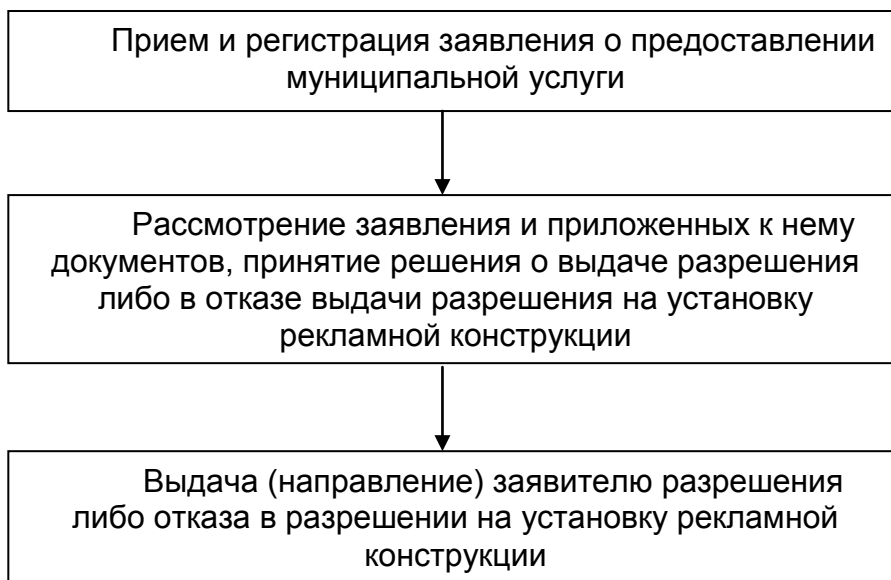 Прием и регистрация заявления о предоставлении
муниципальной услуги
Рассмотрение заявления и приложенных к нему
документов, принятие решения о выдаче разрешения
либо в отказе выдачи разрешения на установку
рекламной конструкции
Выдача (направление) заявителю разрешения
либо отказа в разрешении на установку рекламной
конструкции